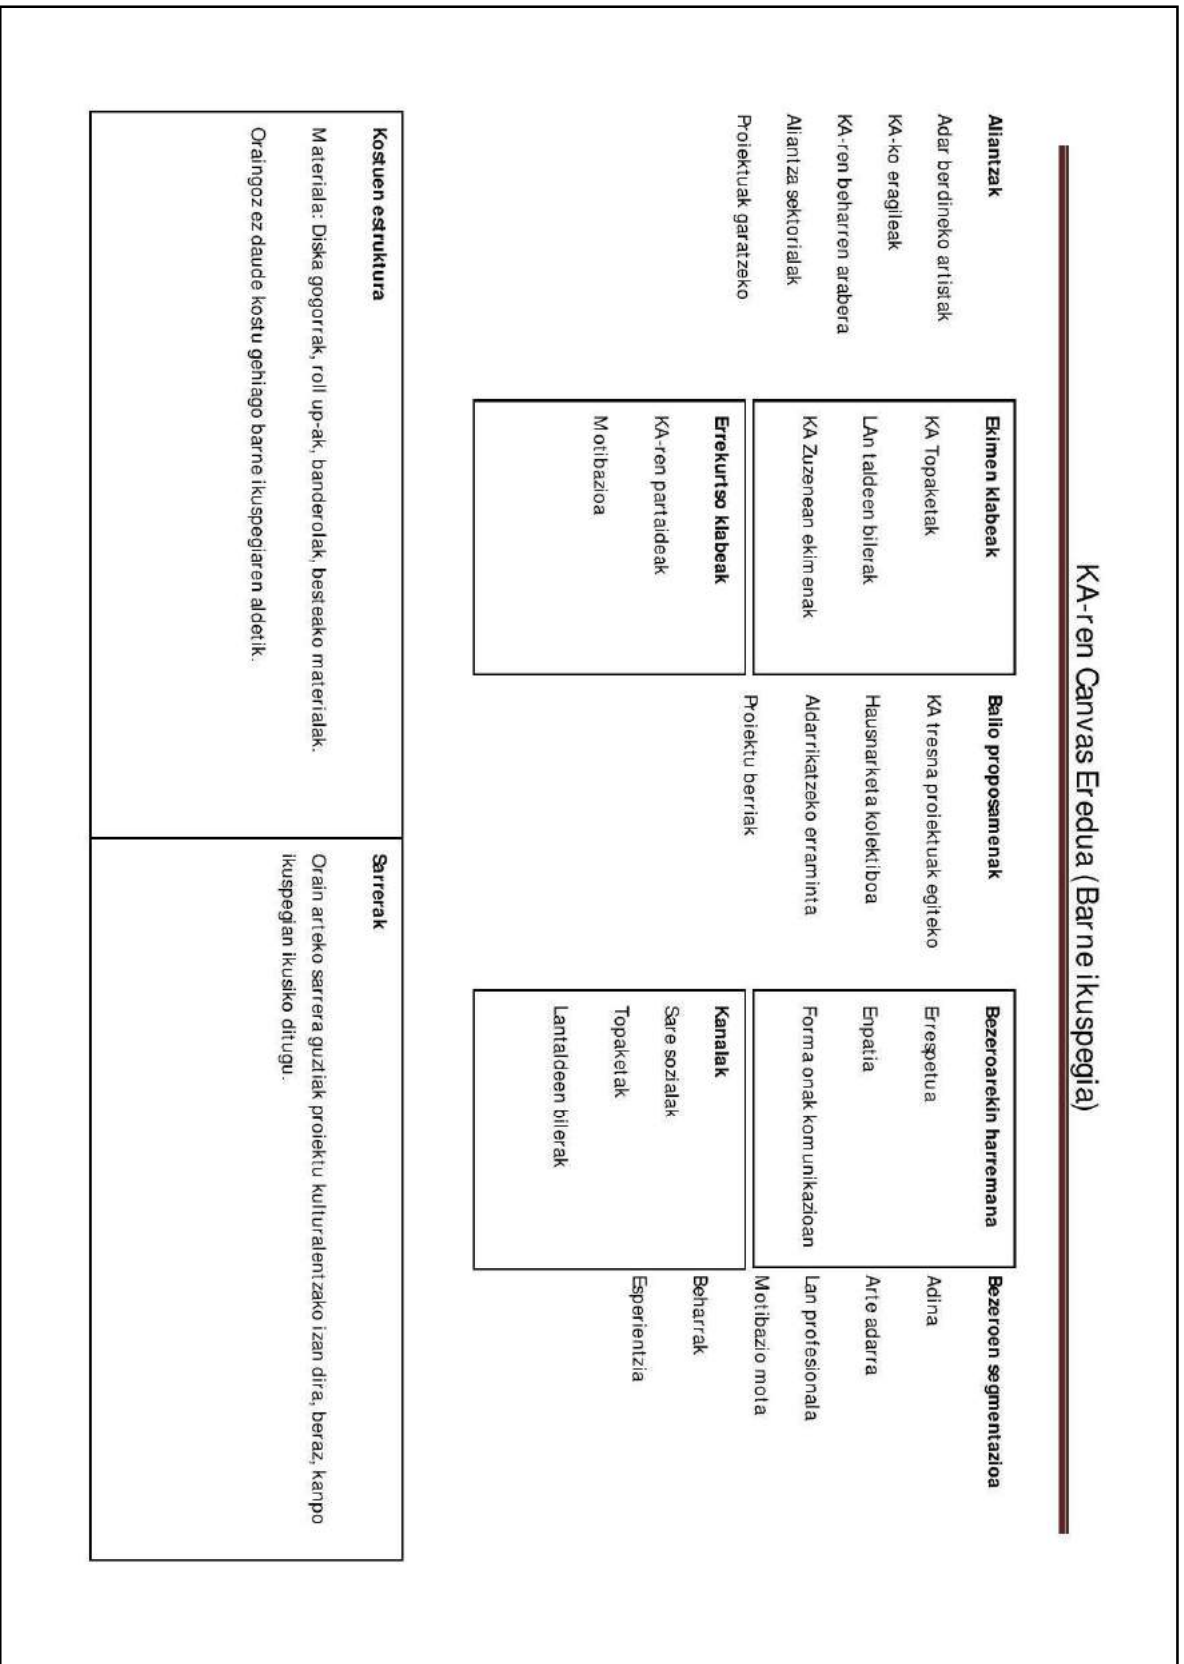 KA-ren Canvas Eredua (Barne ikuspegia)
Aliantzak
Adar berdineko artistak
KA-ko eragileak
KA-ren beharren arabera
Aliantza sektorialak
Proiektuak garatzeko
Ekimen klabeak
KA Topaketak
LAn taldeen bilerak
KA Zuzenean ekimenak
Errekurtso klabeak
KA-ren partaideak
Motibazioa
Balio proposamenak
KA tresna proiektuak egiteko
Hausnarketa kolektiboa
Aldarrikatzeko erraminta
Proiektu berriak
Bezeroarekin harremana
Errespetua
Enpatia
Forma onak komunikazioan
Kanalak
Sare sozialak
Topaketak
Lantaldeen bilerak
Bezeroen segmentazioa
Adina
Arte adarra
Lan profesionala
Motibazio mota
Beharrak
Esperientzia
Kostuen estruktura
Materiala: Diska gogorrak, roll up-ak, banderolak, besteako materialak.
Oraingoz ez daude kostu gehiago barne ikuspegiaren aldetik.
Sarrerak
Orain arteko sarrera guztiak proiektu kulturalentzako izan dira, beraz, kanpo
ikuspegian ikusiko ditugu.